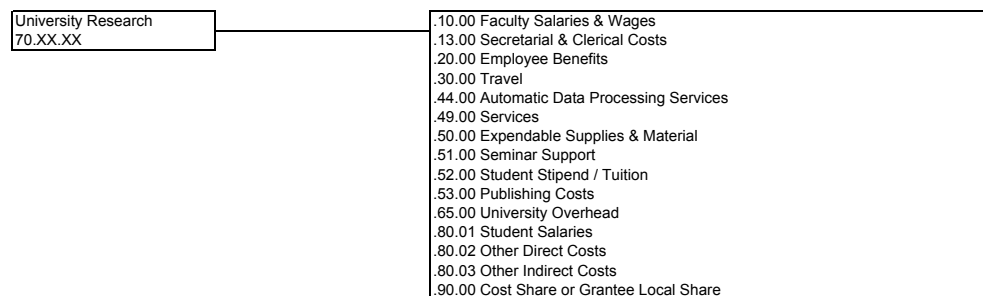 University Research
70.XX.XX
.10.00 Faculty Salaries & Wages
.13.00 Secretarial & Clerical Costs
.20.00 Employee Benefits
.30.00 Travel
.44.00 Automatic Data Processing Services
.49.00 Services
.50.00 Expendable Supplies & Material
.51.00 Seminar Support
.52.00 Student Stipend / Tuition
.53.00 Publishing Costs
.65.00 University Overhead
.80.01 Student Salaries
.80.02 Other Direct Costs
.80.03 Other Indirect Costs
.90.00 Cost Share or Grantee Local Share